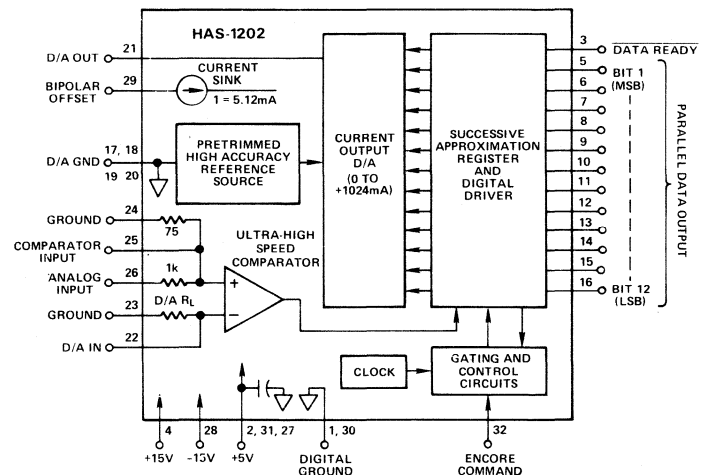 HAS-1202
D/A OUT
21
BIPOLAR
OFFSET
29
CURRENT
SINK
1 = 5.12mA
D/A GND
17, 18
19 20
PRETRIMMED
HIGH ACCURACY
REFERENCE
SOURCE
CURRENT
OUTPUT
D/A
(0 TO
+1024mA)
SUCCESSIVE
APPROXIMATION
REGISTER
AND
DIGITAL
DRIVER
3
DATA READY
5
BIT 1
(MSB)
6
7
8
9
10
11
12
13
14
15
16
BIT 12
(LSB)
PARALLEL DATA OUTPUT
GROUND
24
75
COMPARATOR
INPUT
25
ANALOG
INPUT
26
1k
GROUND
23
D/A RL
D/A IN
22
ULTRA-HIGH
SPEED
COMPARATOR
+
−
CLOCK
GATING AND
CONTROL
CIRCUITS
4
+15V
28
-15V
2, 31, 27
+5V
1, 30
DIGITAL
GROUND
32
ENCORE
COMMAND